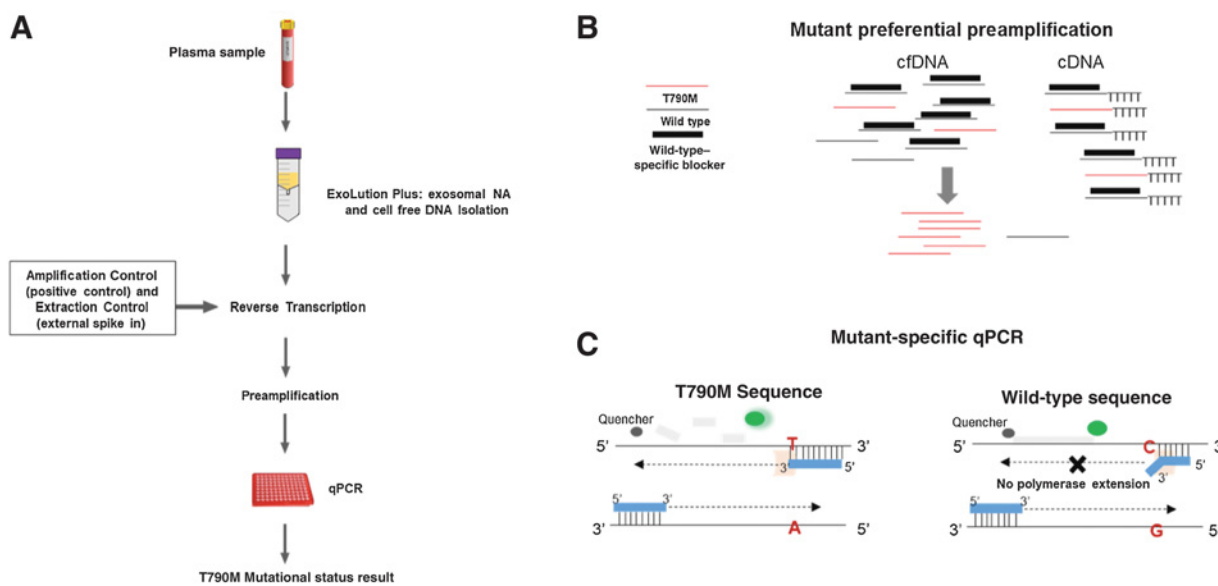 A
Plasma sample
ExoLution Plus: exosomal NA
and cell free DNA Isolation
Amplification Control
(positive control) and
Extraction Control
(external spike in)
Reverse Transcription
Preamplification
qPCR
T790M Mutational status result
B
Mutant preferential preamplification
cfDNA
cDNA
T790M
Wild type
Wild-type–
specific blocker
C
Mutant-specific qPCR
T790M Sequence
Quencher
5'
T
3'
3'
5'
5'
3'
3'
A
5'
Wild-type sequence
Quencher
5'
C
3'
5'
3'
No polymerase extension
5'
3'
3'
G
5'